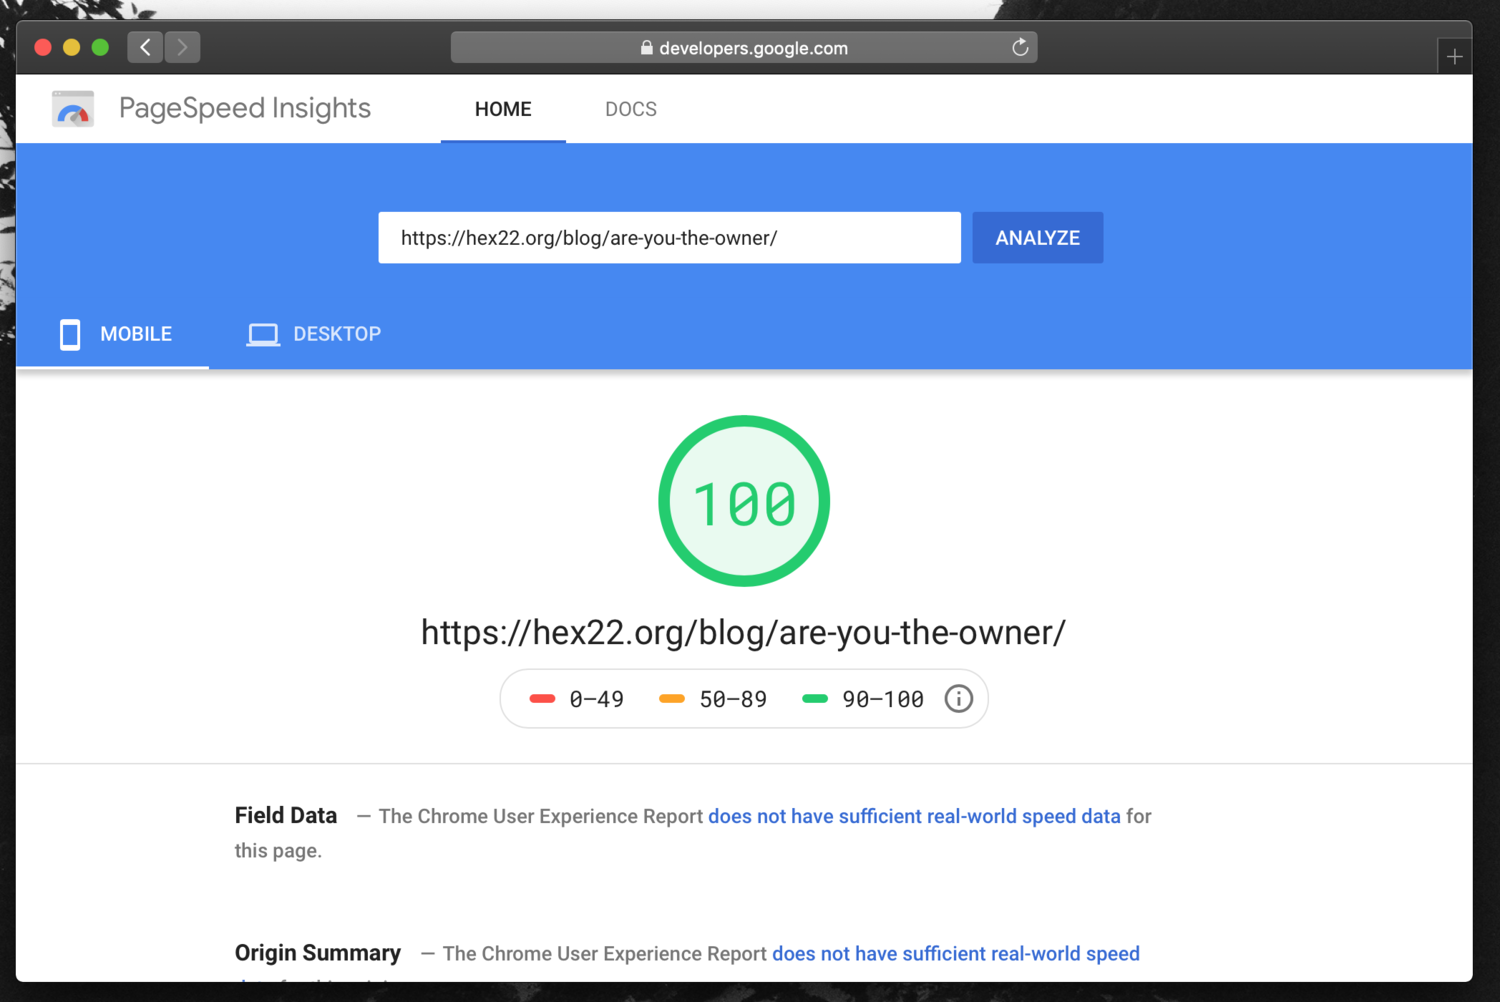 developers.google.com
PageSpeed Insights HOME DOCS
https://hex22.org/blog/are-you-the-owner/ ANALYZE
MOBILE DESKTOP
100
https://hex22.org/blog/are-you-the-owner/
0–49 50–89 90–100
Field Data — The Chrome User Experience Report does not have sufficient real-world speed data for
this page.
Origin Summary — The Chrome User Experience Report does not have sufficient real-world speed